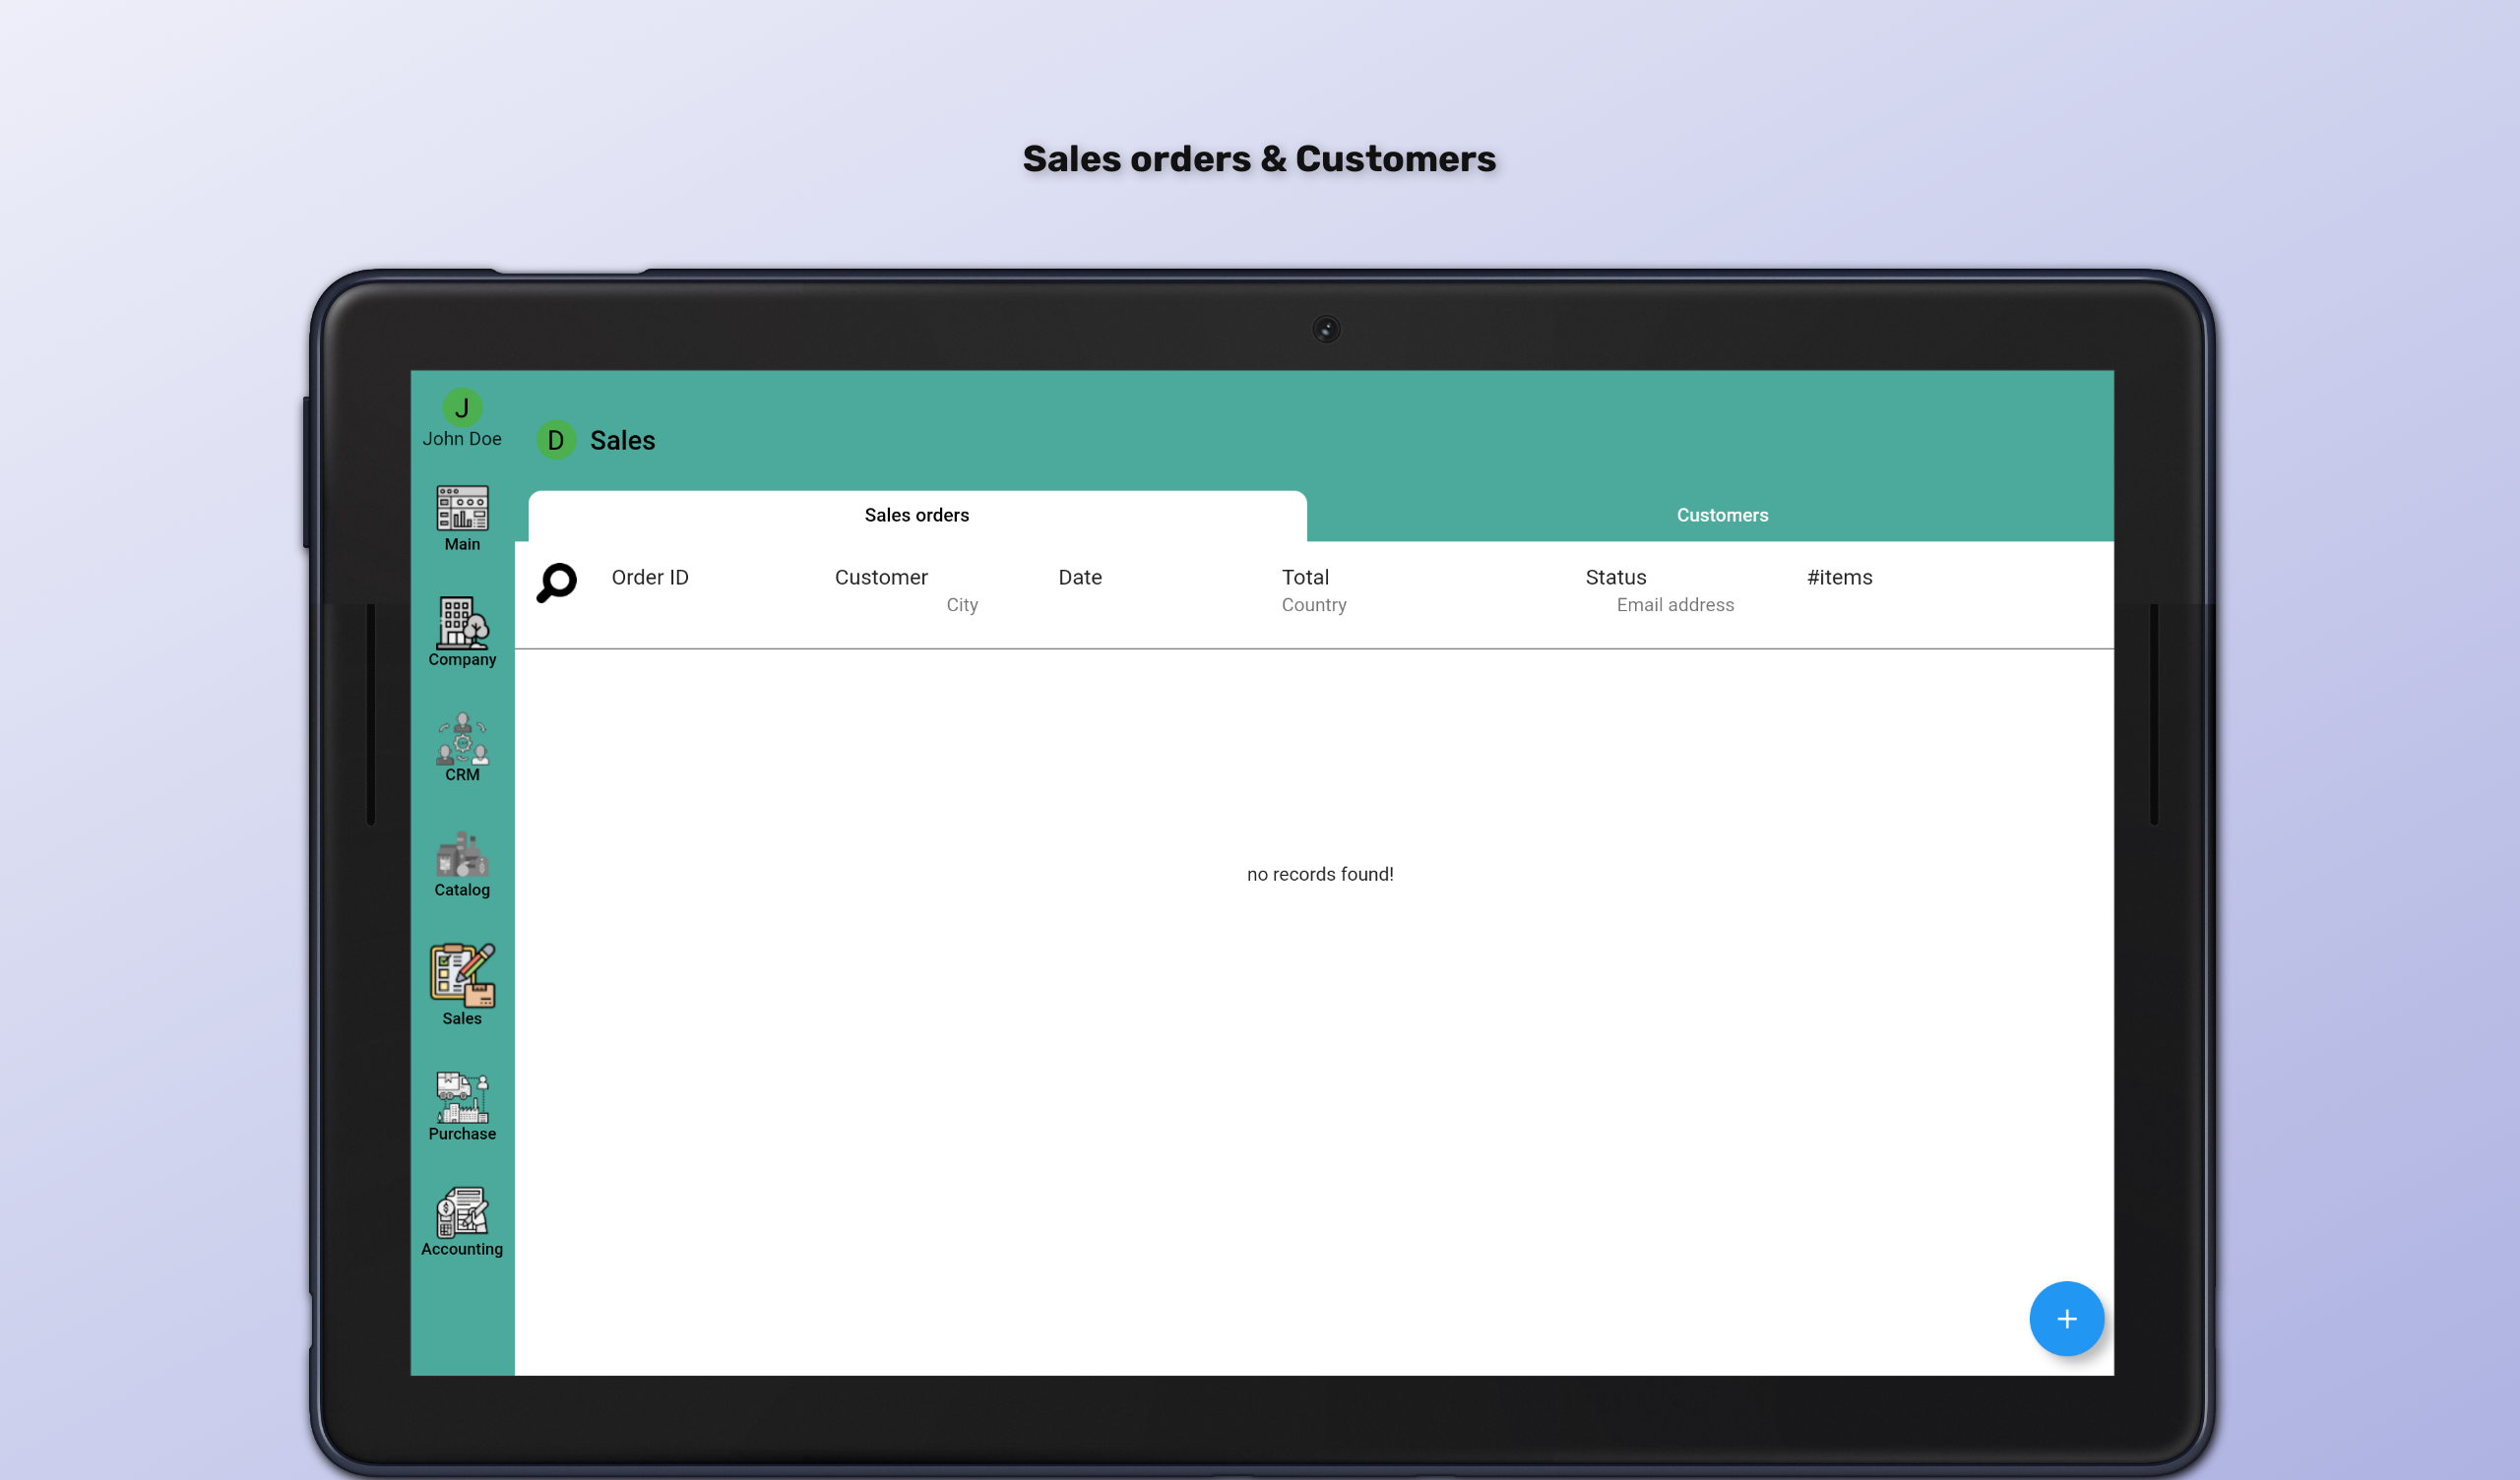 Sales orders & Customers
J
John Doe
D Sales
Main
Company
CRM
Catalog
Sales
Purchase
Accounting
Sales orders Customers
Order ID Customer Date Total Status #items
City Country Email address
no records found!
+